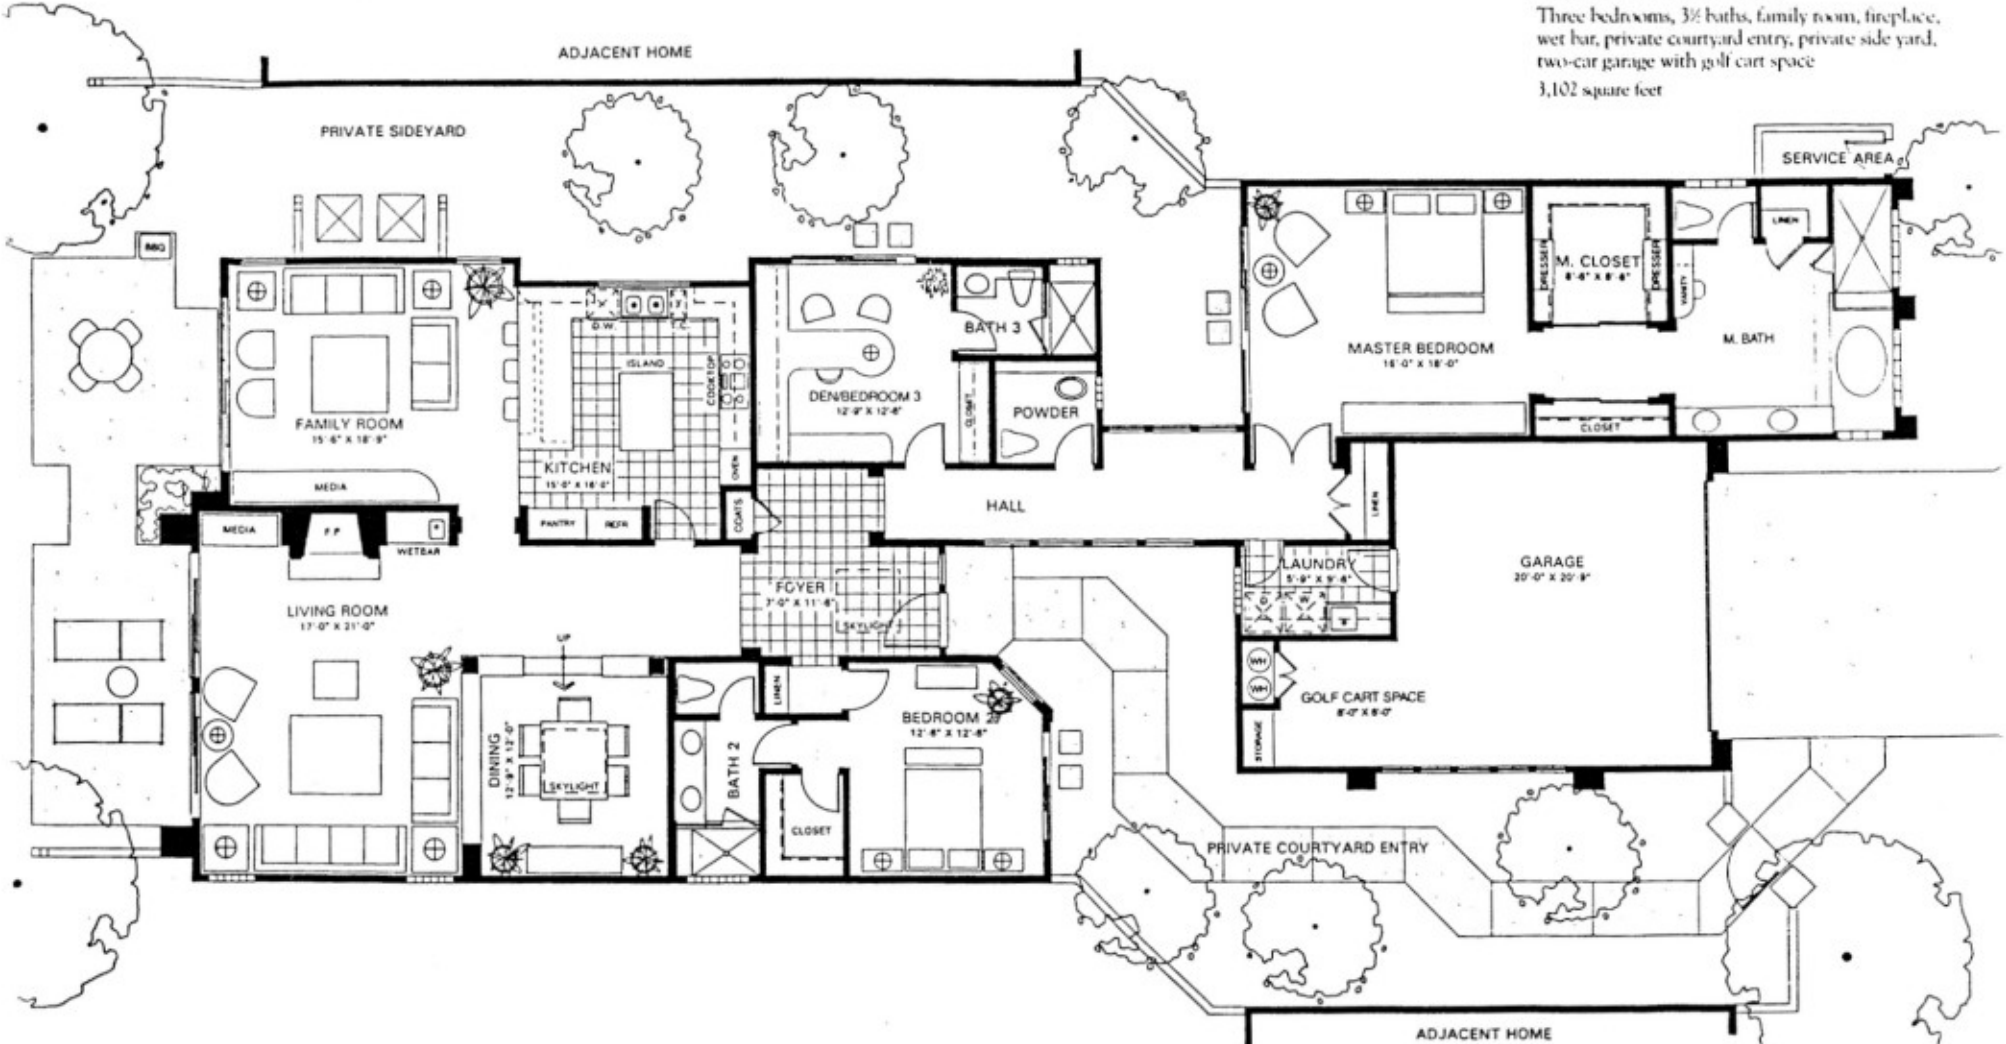 Three bedrooms, 3½ baths, family room, fireplace,
wet bar, private courtyard entry, private side yard,
two-car garage with golf cart space
3,102 square feet
ADJACENT HOME
PRIVATE SIDEYARD
SERVICE AREA
BBQ
LINEN
DRESSER
M. CLOSET
8'-6" X 8'-6"
DRESSER
VANITY
M. BATH
MASTER BEDROOM
16'-0" X 18'-0"
CLOSET
D.W.
T.C.
ISLAND
COOKTOP
BATH 3
DEN/BEDROOM 3
12'-9" X 12'-6"
CLOSET
POWDER
FAMILY ROOM
15'-6" X 18'-9"
KITCHEN
15'-0" X 16'-0"
OVEN
MEDIA
PANTRY
REFR
COATS
HALL
LINEN
MEDIA
F.P.
WETBAR
FOYER
7'-0" X 11'-6"
SKYLIGHT
LAUNDRY
5'-9" X 9'-6"
D
W
GARAGE
20'-0" X 20'-9"
LIVING ROOM
17'-0" X 21'-0"
UP
LINEN
WH
WH
GOLF CART SPACE
8'-0" X 6'-0"
STORAGE
BEDROOM 2
12'-6" X 12'-6"
DINING
12'-9" X 12'-0"
SKYLIGHT
BATH 2
CLOSET
PRIVATE COURTYARD ENTRY
ADJACENT HOME